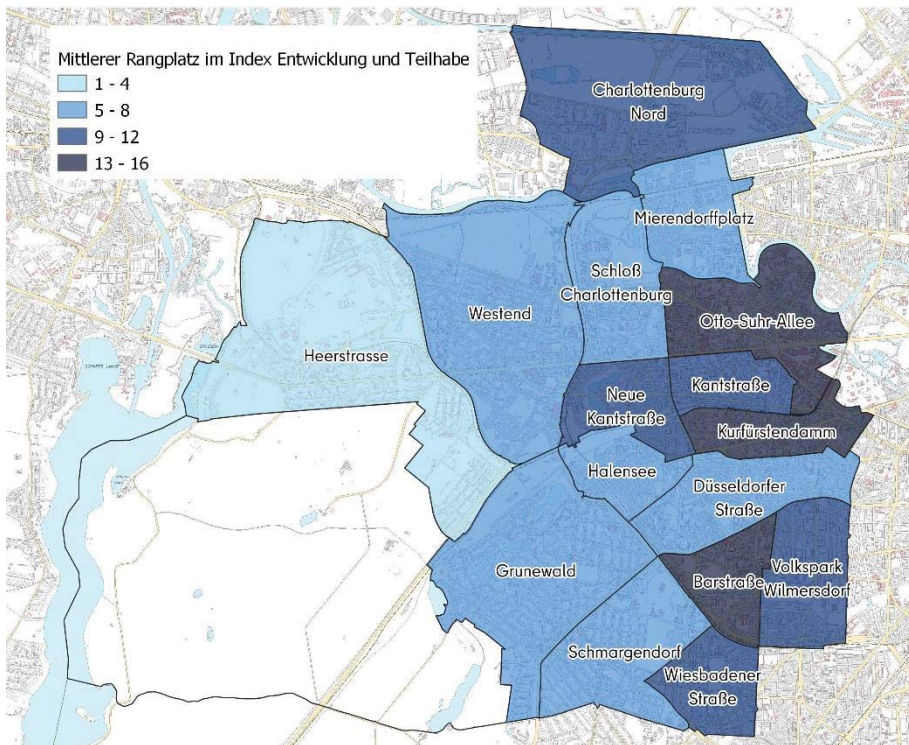 Mittlerer Rangplatz im Index Entwicklung und Teilhabe
1 - 4
5 - 8
9 - 12
13 - 16
Charlottenburg
Nord
Mierendorffplatz
Schloß
Charlottenburg
Westend
Otto-Suhr-Allee
Heerstrasse
Neue
Kantstraße
Kantstraße
Kurfürstendamm
Halensee
Düsseldorfer
Straße
Grunewald
Barstraße
Volkspark
Wilmersdorf
Schmargendorf
Wiesbadener
Straße